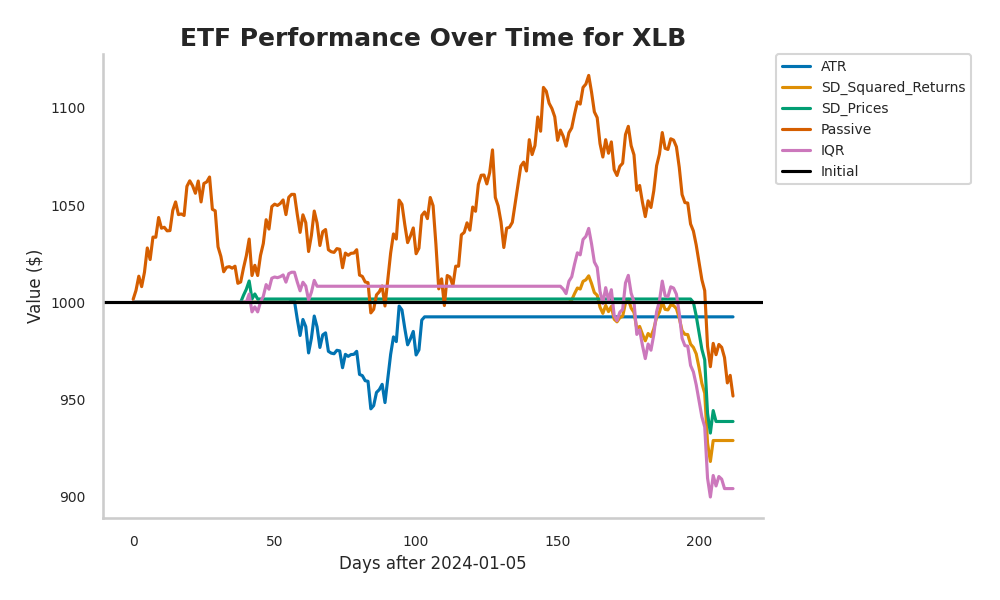 ETF Performance Over Time for XLB
Value ($)
1100
1050
1000
950
900
0
50
100
150
200
Days after 2024-01-05
ATR
SD_Squared_Returns
SD_Prices
Passive
IQR
Initial